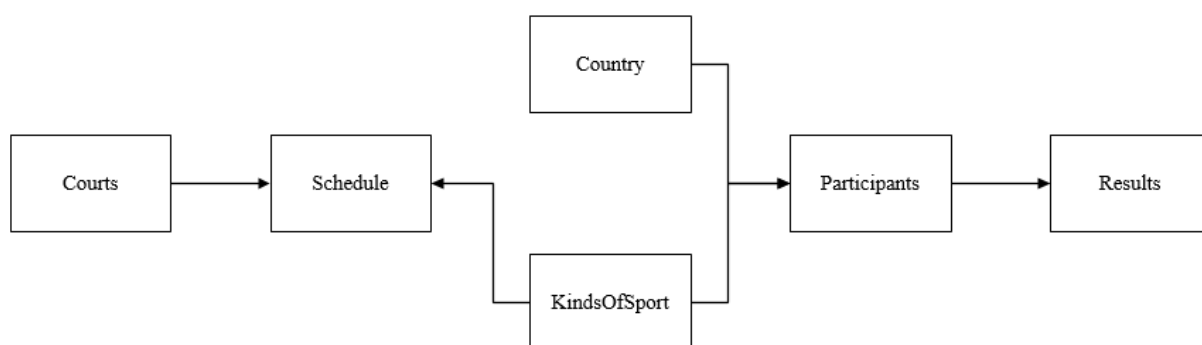 Country
Courts
Schedule
Participants
Results
KindsOfSport